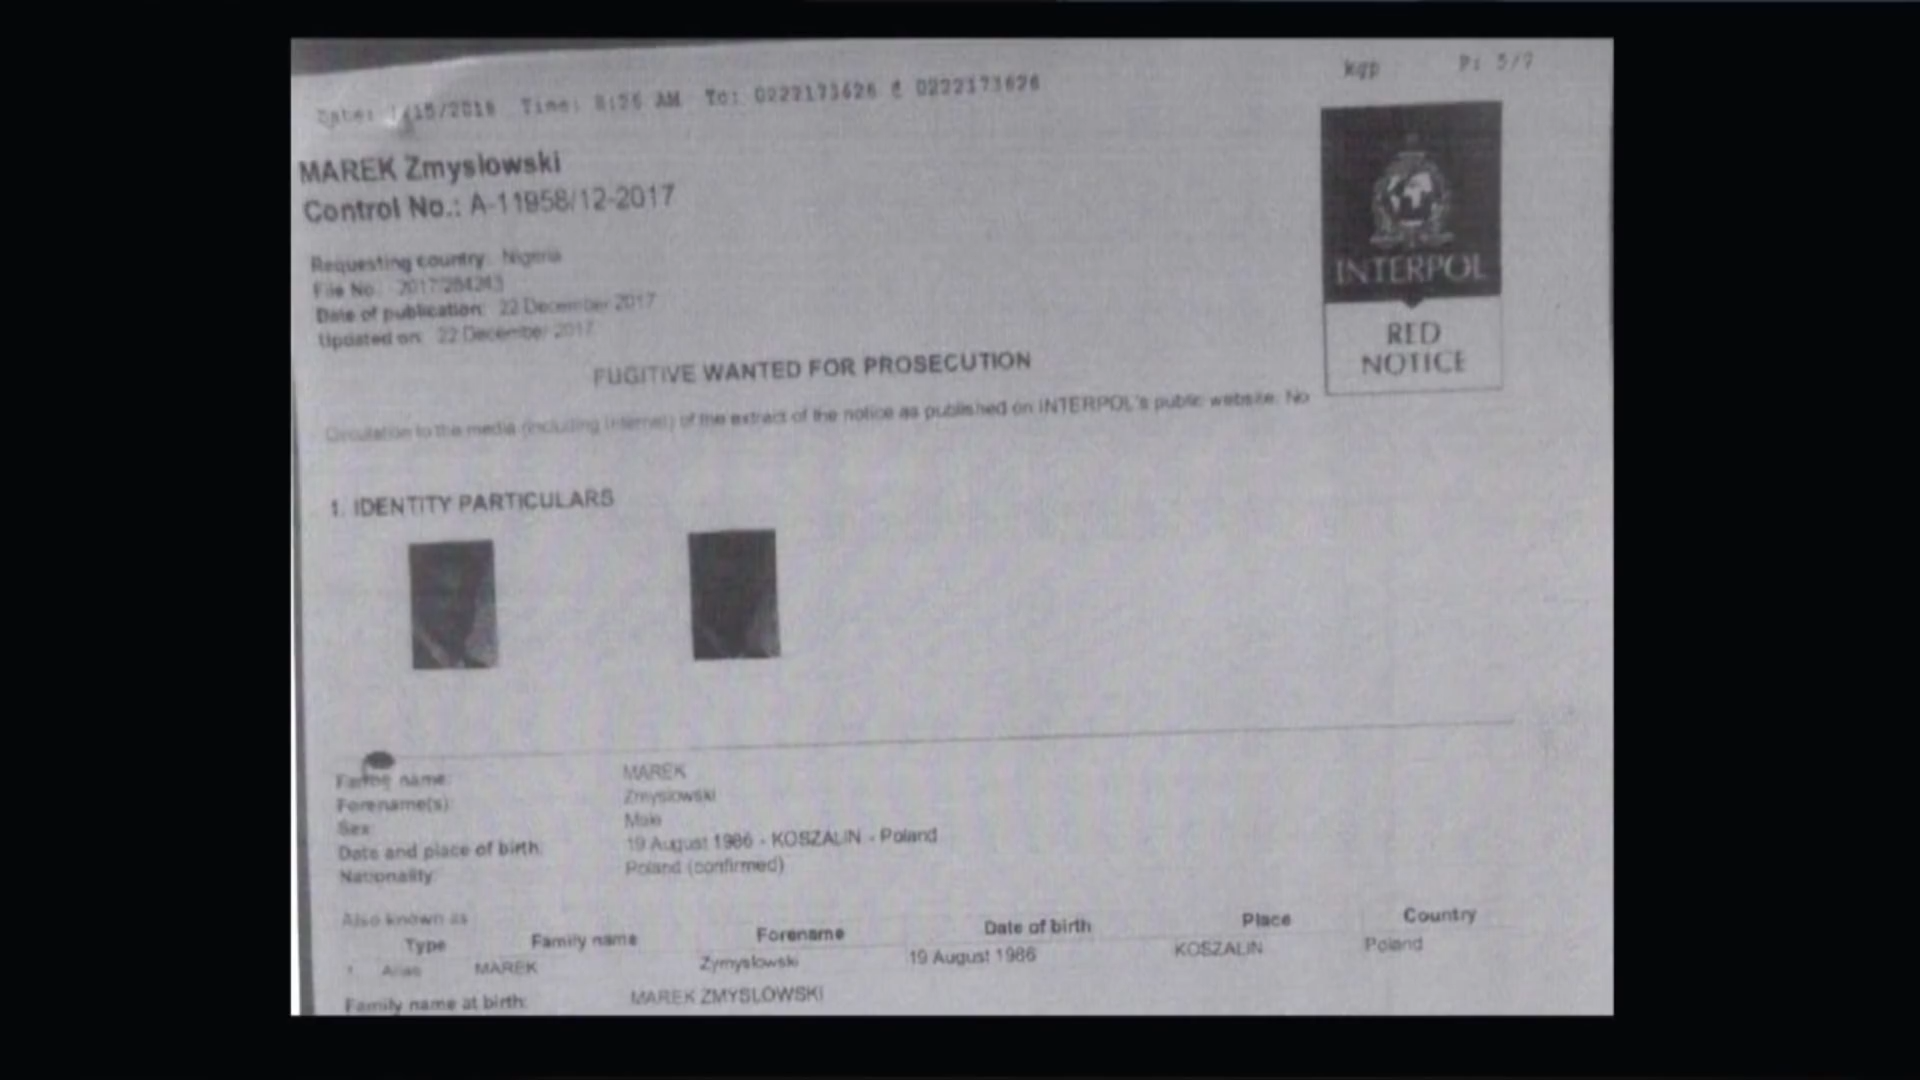 kgp P: 5/7
Date: 1/15/2018 Time: 8:26 AM To: 0222173626 @ 0222173626
MAREK Zmyslowski
Control No.: A-11958/12-2017
INTERPOL
RED
NOTICE
Requesting country: Nigeria
File No.:
Date of publication: 22 December 2017
Updated on: 22 December 2017
FUGITIVE WANTED FOR PROSECUTION
Circulation to the media (including Internet) of the extract of the notice as published on INTERPOL's public website: No
1. IDENTITY PARTICULARS
Family name: MAREK
Forename(s): Zmyslowski
Sex: Male
Date and place of birth: 19 August 1986 - KOSZALIN - Poland
Nationality: Poland (confirmed)
Also known as
Type Family name Forename Date of birth Place Country
1 Alias MAREK Zymyslowski 19 August 1986 KOSZALIN Poland
Family name at birth: MAREK ZMYSLOWSKI